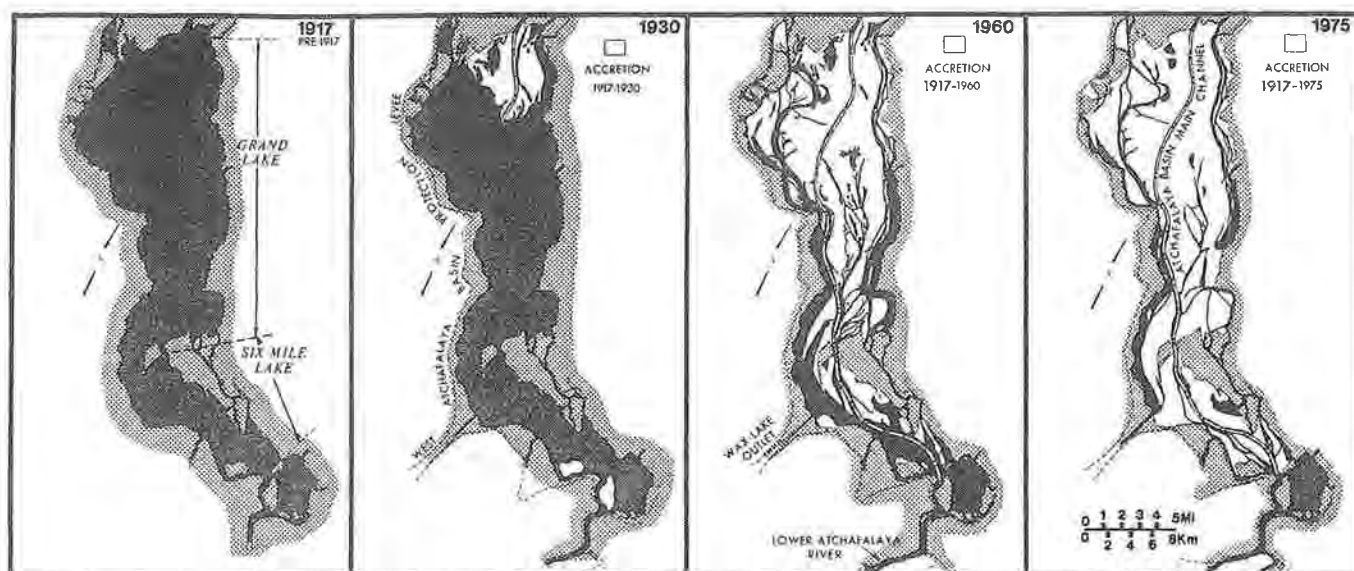 1917
PRE-1917
GRAND
LAKE
SIX MILE
LAKE
1930
ACCRETION
1917-1930
WEST
ATCHAFALAYA
BASIN
PROTECTION
LEVEE
1960
ACCRETION
1917-1960
WAX LAKE
OUTLET
LOWER ATCHAFALAYA
RIVER
1975
ACCRETION
1917-1975
ATCHAFALAYA BASIN MAIN CHANNEL
0 1 2 3 4 5Mi
0 2 4 6 8Km